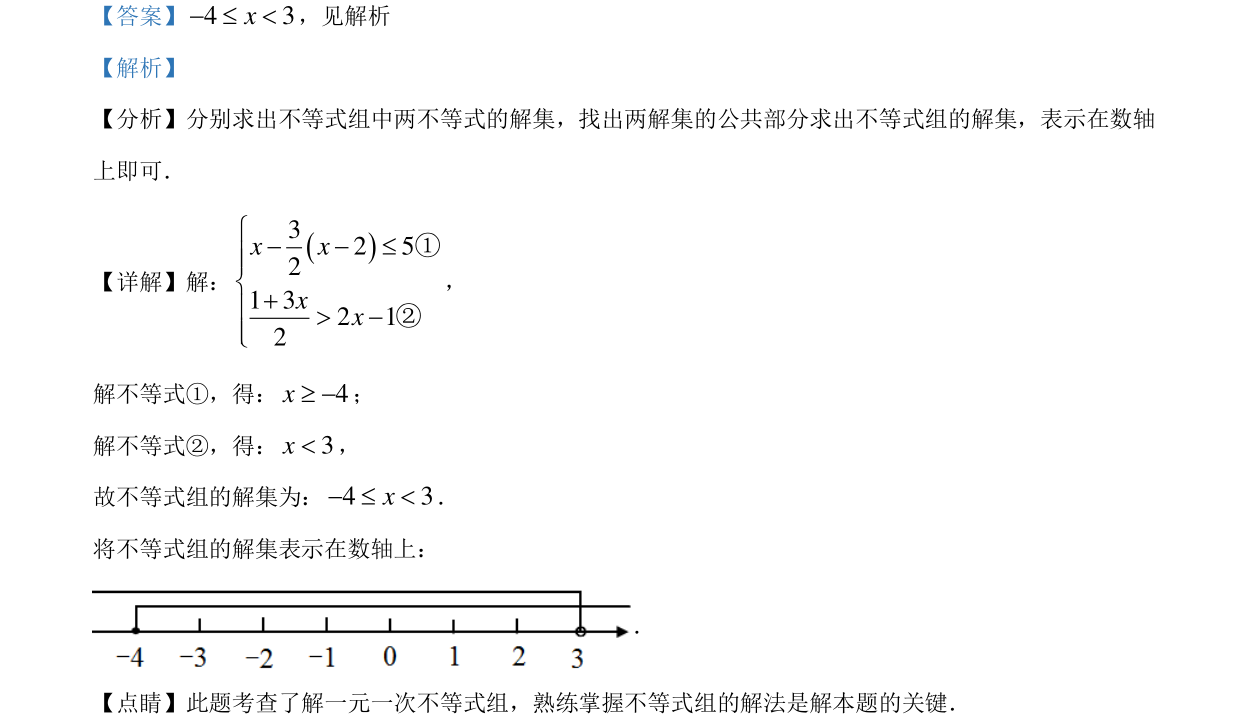 【答案】−4≤x<3，见解析
【解析】
【分析】分别求出不等式组中两不等式的解集，找出两解集的公共部分求出不等式组的解集，表示在数轴
上即可．
【详解】解：{x−3/2(x−2)≤5①
(1+3x)/2>2x−1②，
解不等式①，得：x≥−4；
解不等式②，得：x<3，
故不等式组的解集为：−4≤x<3．
将不等式组的解集表示在数轴上：
−4 −3 −2 −1 0 1 2 3 ．
【点睛】此题考查了解一元一次不等式组，熟练掌握不等式组的解法是解本题的关键．